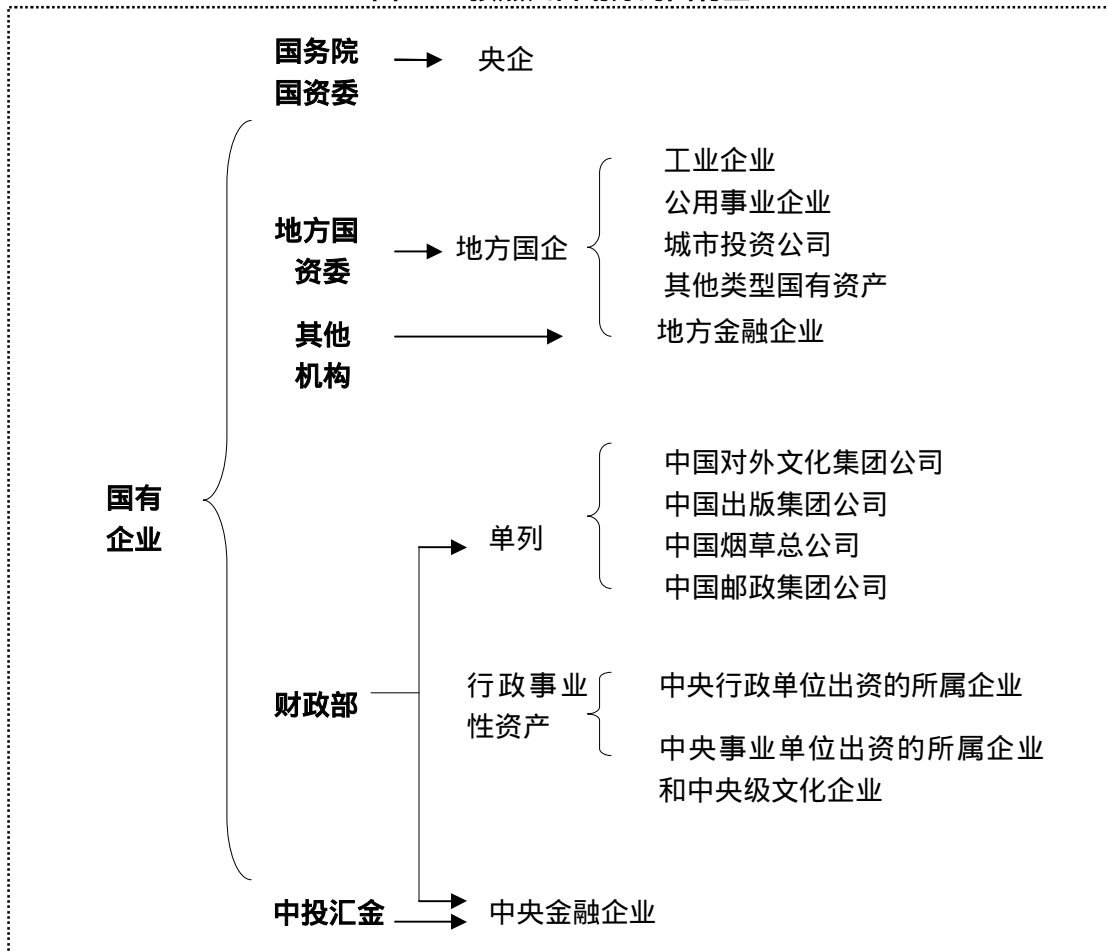 国务院
国资委
央企
工业企业
公用事业企业
城市投资公司
其他类型国有资产
地方国
资委
地方国企
其他
机构
地方金融企业
中国对外文化集团公司
中国出版集团公司
中国烟草总公司
中国邮政集团公司
单列
国有
企业
财政部
行政事业
性资产
中央行政单位出资的所属企业
中央事业单位出资的所属企业
和中央级文化企业
中投汇金
中央金融企业